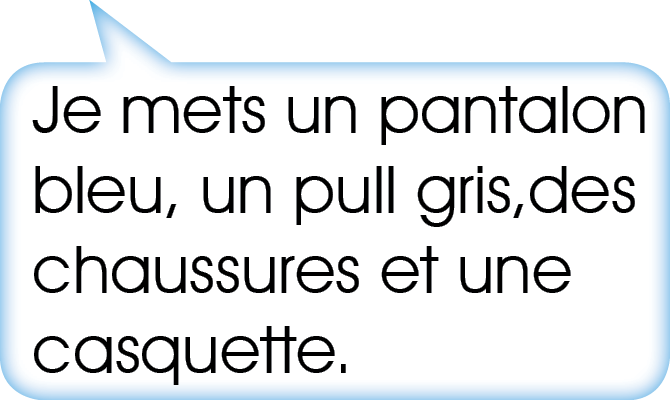 Je mets un pantalon
bleu, un pull gris,des
chaussures et une
casquette.